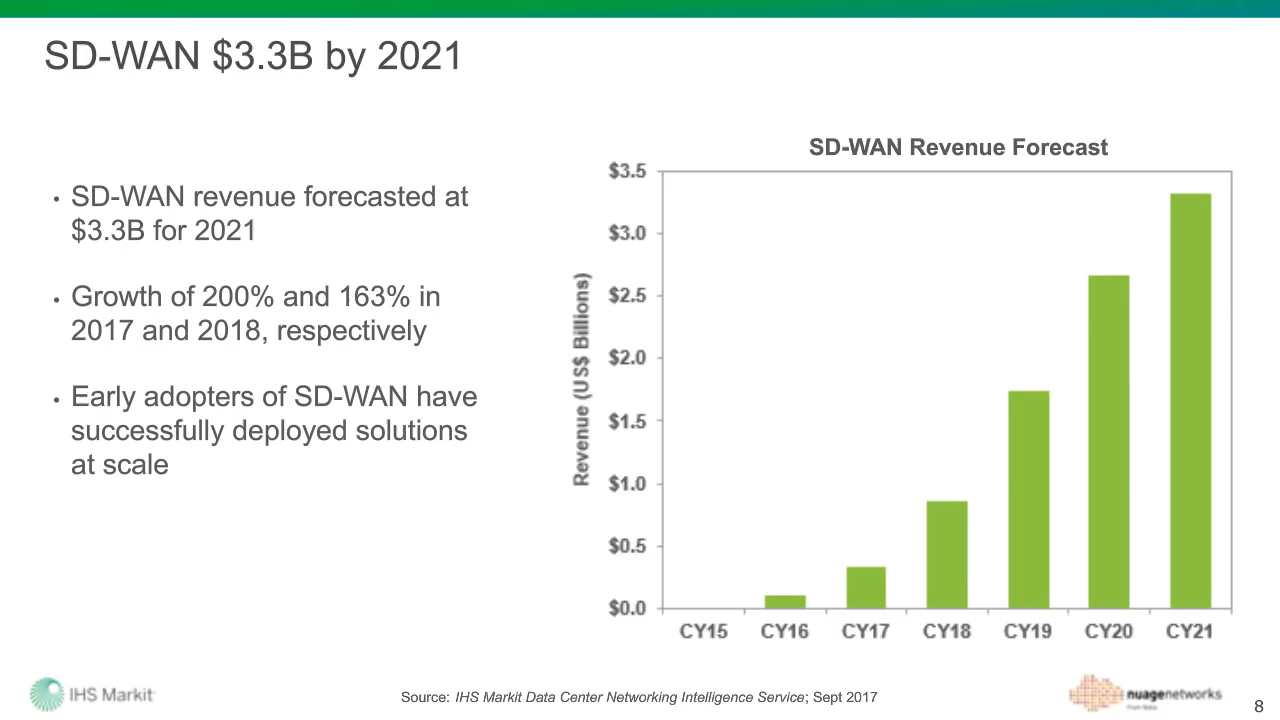 SD-WAN $3.3B by 2021
• SD-WAN revenue forecasted at
$3.3B for 2021
• Growth of 200% and 163% in
2017 and 2018, respectively
• Early adopters of SD-WAN have
successfully deployed solutions
at scale
SD-WAN Revenue Forecast
Revenue (US$ Billions)
$3.5
$3.0
$2.5
$2.0
$1.5
$1.0
$0.5
$0.0
CY15 CY16 CY17 CY18 CY19 CY20 CY21
IHS Markit
Source: IHS Markit Data Center Networking Intelligence Service; Sept 2017
nuagenetworks
From Nokia
8